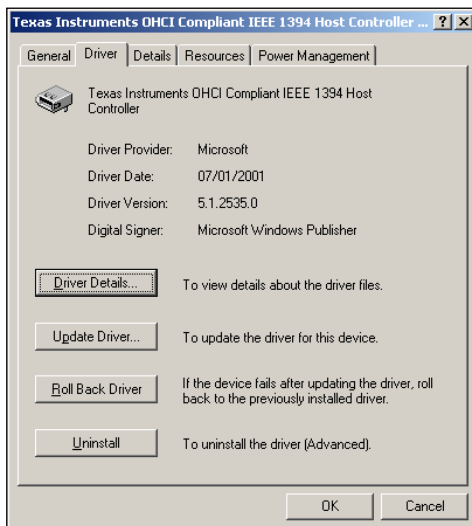 Texas Instruments OHCI Compliant IEEE 1394 Host Controller ... ? X
General Driver Details Resources Power Management
Texas Instruments OHCI Compliant IEEE 1394 Host
Controller
Driver Provider: Microsoft
Driver Date: 07/01/2001
Driver Version: 5.1.2535.0
Digital Signer: Microsoft Windows Publisher
Driver Details... To view details about the driver files.
Update Driver... To update the driver for this device.
Roll Back Driver If the device fails after updating the driver, roll
back to the previously installed driver.
Uninstall To uninstall the driver (Advanced).
OK Cancel